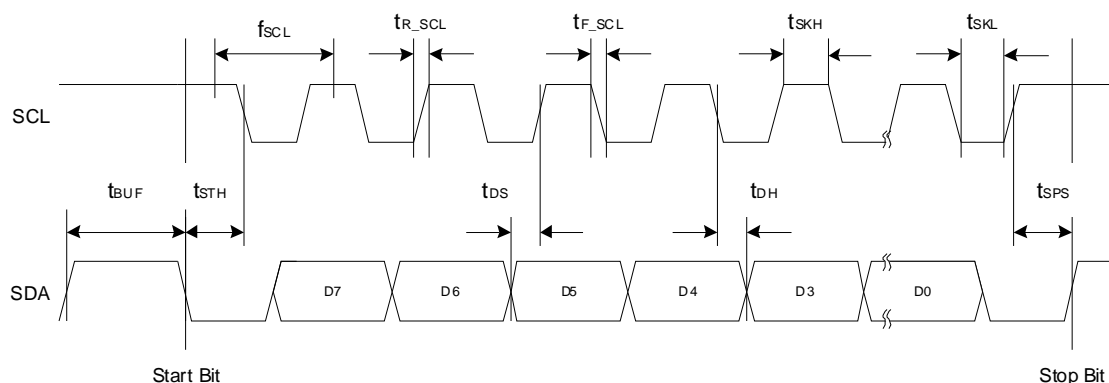 fSCL
tR_SCL
tF_SCL
tSKH
tSKL
SCL
tBUF
tSTH
tDS
tDH
tSPS
SDA
D7
D6
D5
D4
D3
D0
Start Bit
Stop Bit